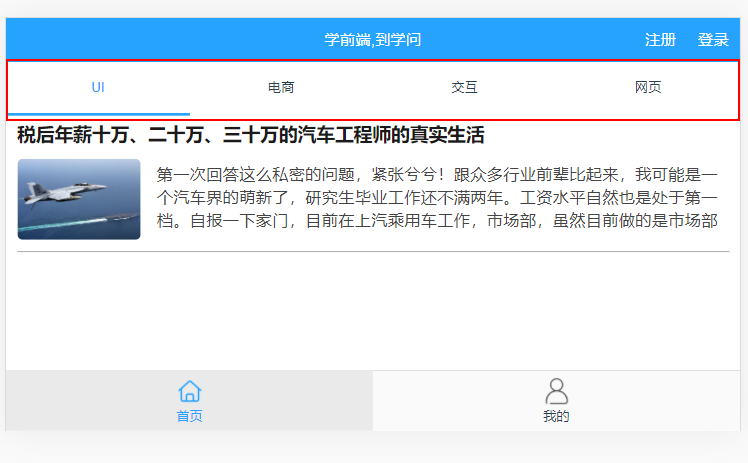 学前端,到学问
注册 登录
UI 电商 交互 网页
税后年薪十万、二十万、三十万的汽车工程师的真实生活
第一次回答这么私密的问题，紧张兮兮！跟众多行业前辈比起来，我可能是一
个汽车界的萌新了，研究生毕业工作还不满两年。工资水平自然也是处于第一
档。自报一下家门，目前在上汽乘用车工作，市场部，虽然目前做的是市场部
首页 我的